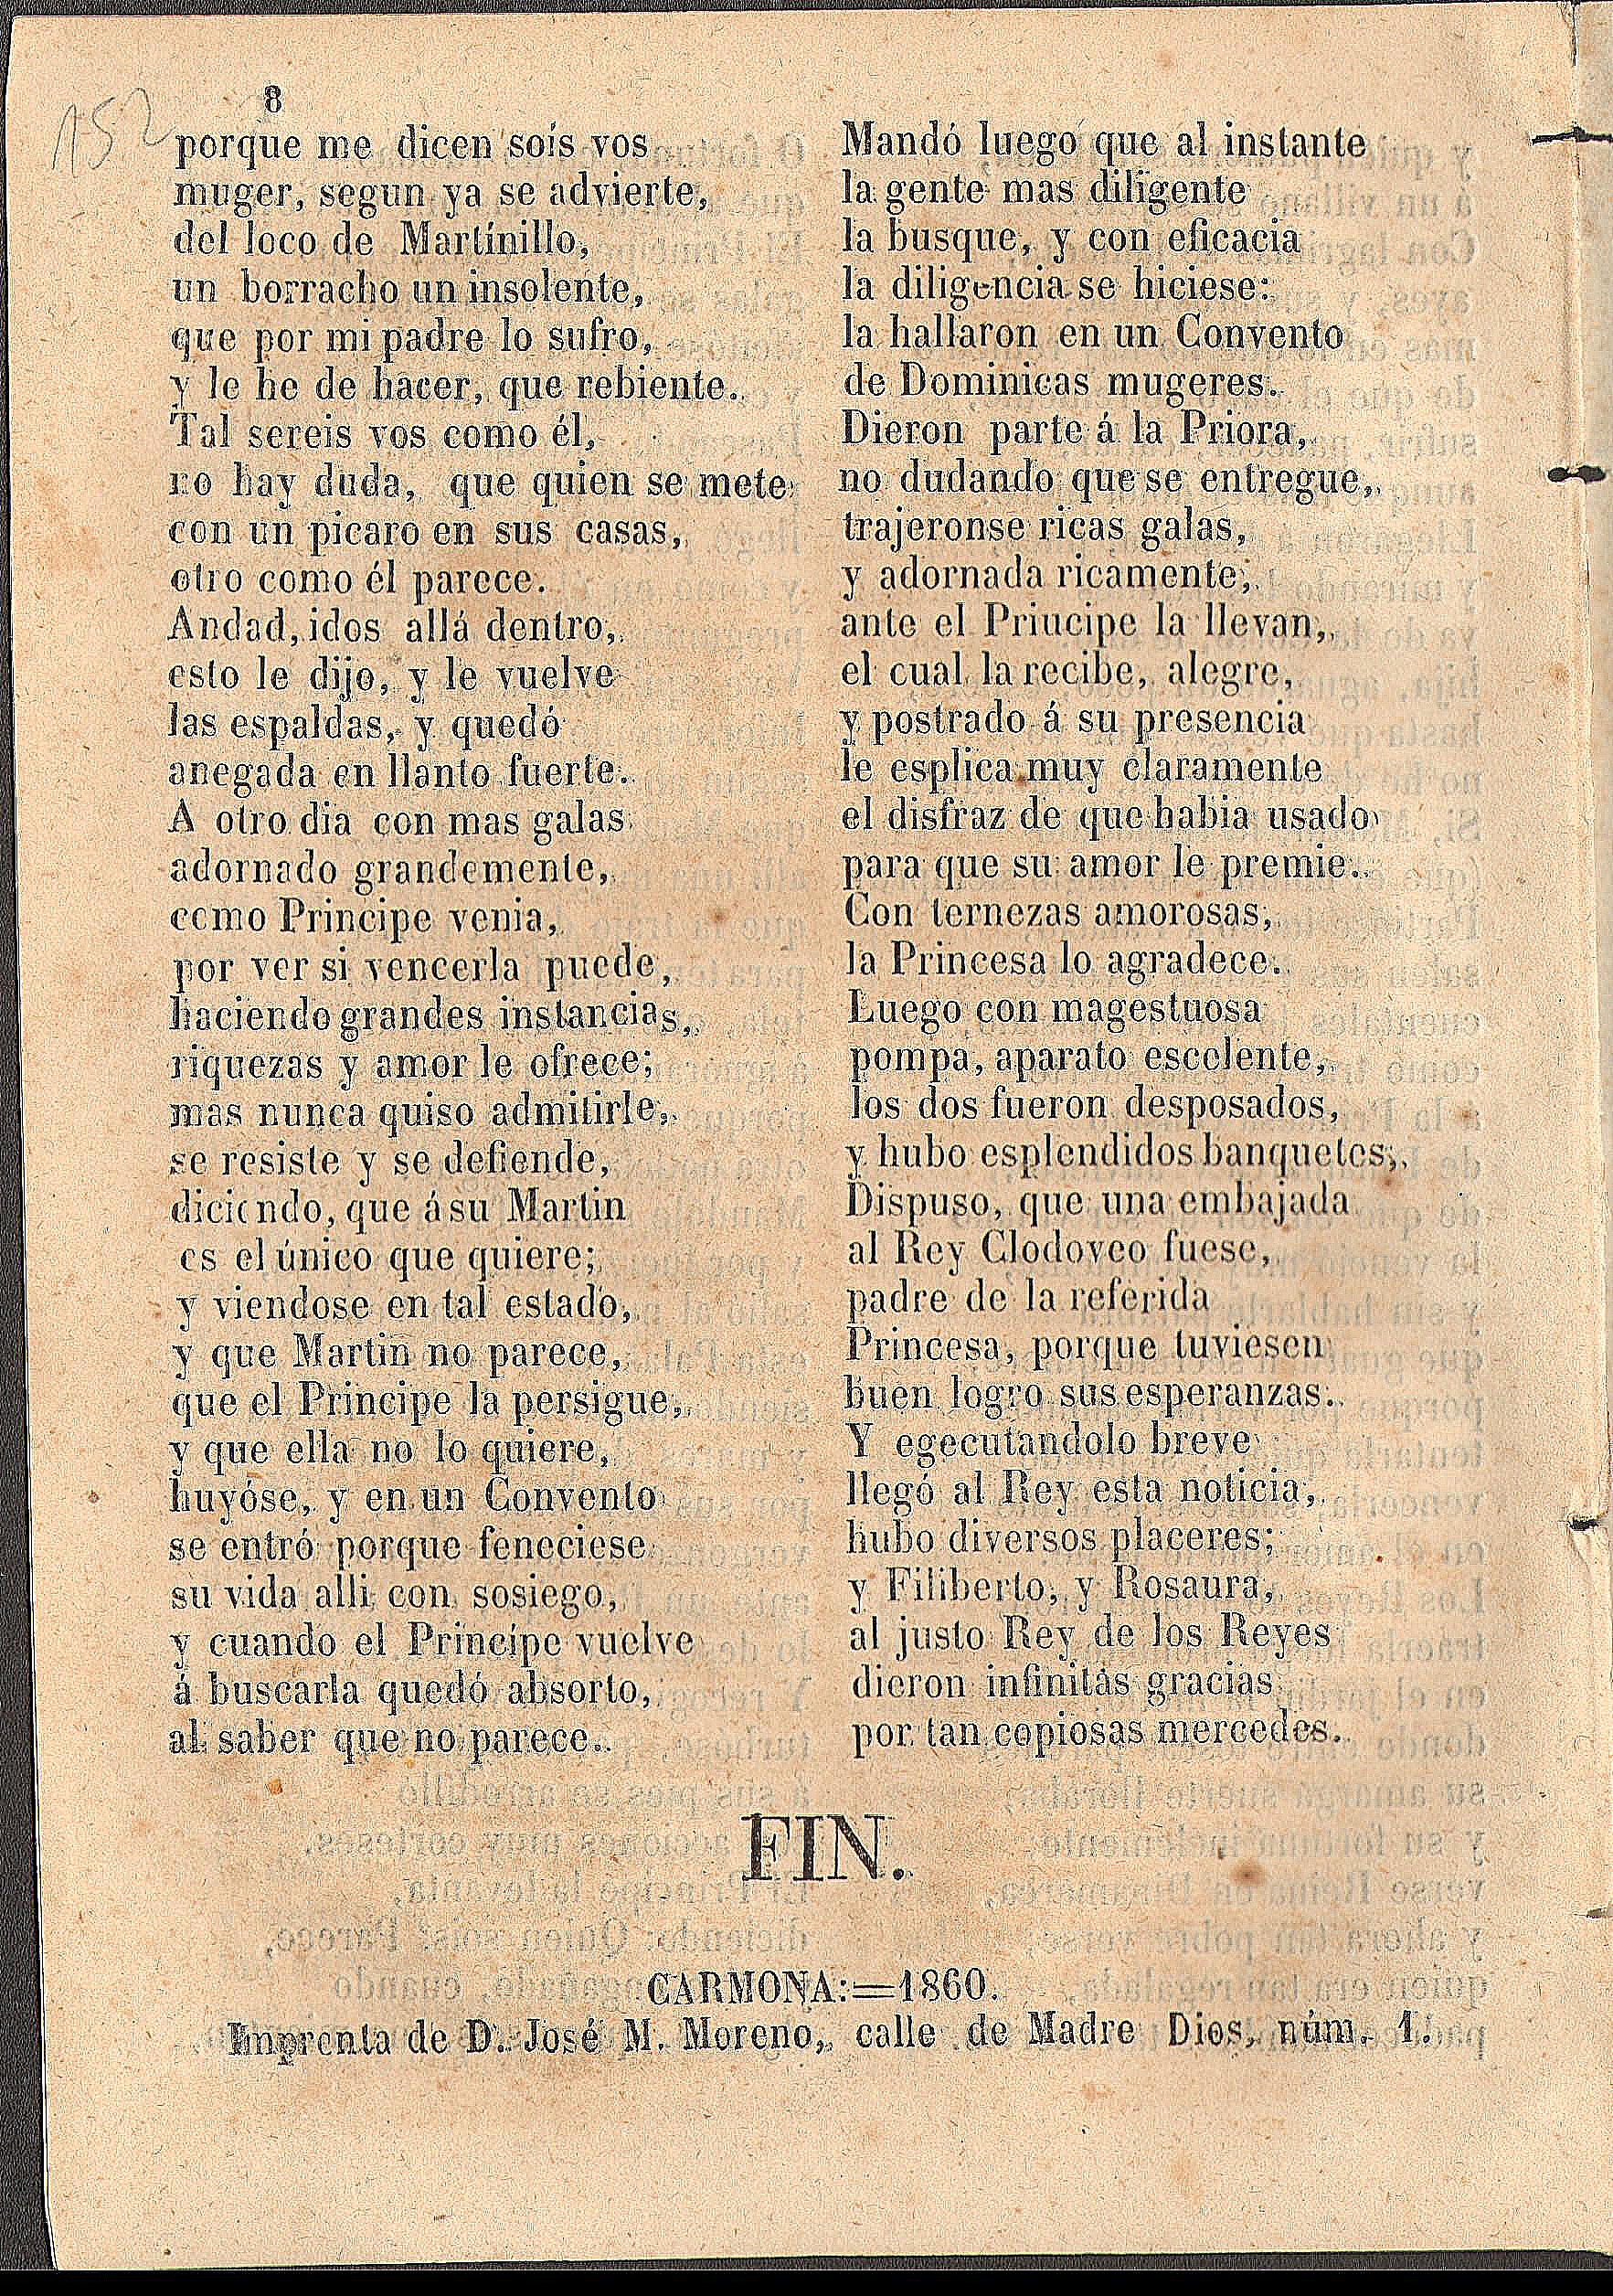 152
8
porque me dicen sois vos
muger, segun ya se advierte,
del loco de Martinillo,
un borracho un insolente,
que por mi padre lo sufro,
y le he de hacer, que rebiente.
Tal sereis vos como él,
no hay duda, que quien se mete
con un picaro en sus casas,
otro como él parece.
Andad, idos allá dentro,
esto le dijo, y le vuelve
las espaldas, y quedó
anegada en llanto fuerte.
A otro dia con mas galas
adornado grandemente,
como Principe venia,
por ver si vencerla puede,
haciendo grandes instancias,
riquezas y amor le ofrece;
mas nunca quiso admitirle,
se resiste y se defiende,
diciendo, que á su Martin
es el único que quiere;
y viendose en tal estado,
y que Martin no parece,
que el Principe la persigue,
y que ella no lo quiere,
huyóse, y en un Convento
se entró porque feneciese
su vida alli con sosiego,
y cuando el Principe vuelve
á buscarla quedó absorto,
al saber que no parece.
Mandó luego que al instante
la gente mas diligente
la busque, y con eficacia
la diligencia se hiciese:
la hallaron en un Convento
de Dominicas mugeres.
Dieron parte á la Priora,
no dudando que se entregue,
trajeronse ricas galas,
y adornada ricamente,
ante el Priucipe la llevan,
el cual la recibe, alegre,
y postrado á su presencia
le esplica muy claramente
el disfraz de que habia usado
para que su amor le premie.
Con ternezas amorosas,
la Princesa lo agradece.
Luego con magestuosa
pompa, aparato escelente,
los dos fueron desposados,
y hubo esplendidos banquetes;
Dispuso, que una embajada
al Rey Clodoveo fuese,
padre de la referida
Princesa, porque tuviesen
buen logro sus esperanzas.
Y egecutandolo breve
llegó al Rey esta noticia,
hubo diversos placeres;
y Filiberto, y Rosaura,
al justo Rey de los Reyes
dieron infinitas gracias
por tan copiosas mercedes.
FIN.
CARMONA:=1860.
Imprenta de D. José M. Moreno, calle de Madre Dios, núm. 1.